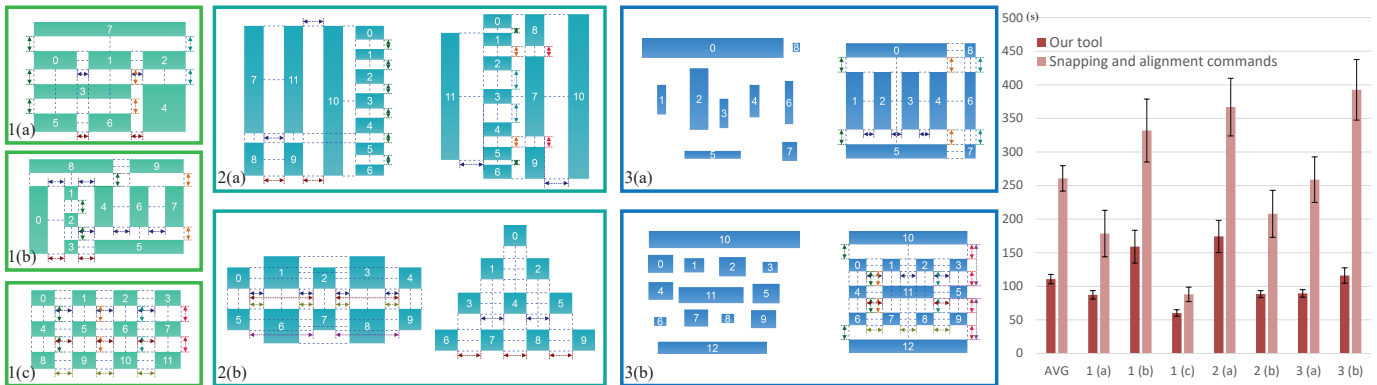 7
0 1 2
3
4
5 6
1(a)
8 9
1
0 4 6 7
2
3 5
1(b)
0 1 2 3
4 5 6 7
8 9 10 11
1(c)
0
1
7 11 10 2
3
4
8 9 5
6
2(a)
0
8
1
2
11 3 7 10
4
5 9
6
0 1 2 3 4
5 6 7 8 9
2(b)
0
1 2
3 4 5
6 7 8 9
0 8
1 2 3 4 6
5 7
3(a)
0 8
1 2 3 4 6
5 7
10
0 1 2 3
4 11 5
6 7 8 9
12
3(b)
10
0 1 2 3
4 11 5
6 7 8 9
12
500 (s)
450
400
350
300
250
200
150
100
50
0
Our tool
Snapping and alignment commands
AVG 1 (a) 1 (b) 1 (c) 2 (a) 2 (b) 3 (a) 3 (b)